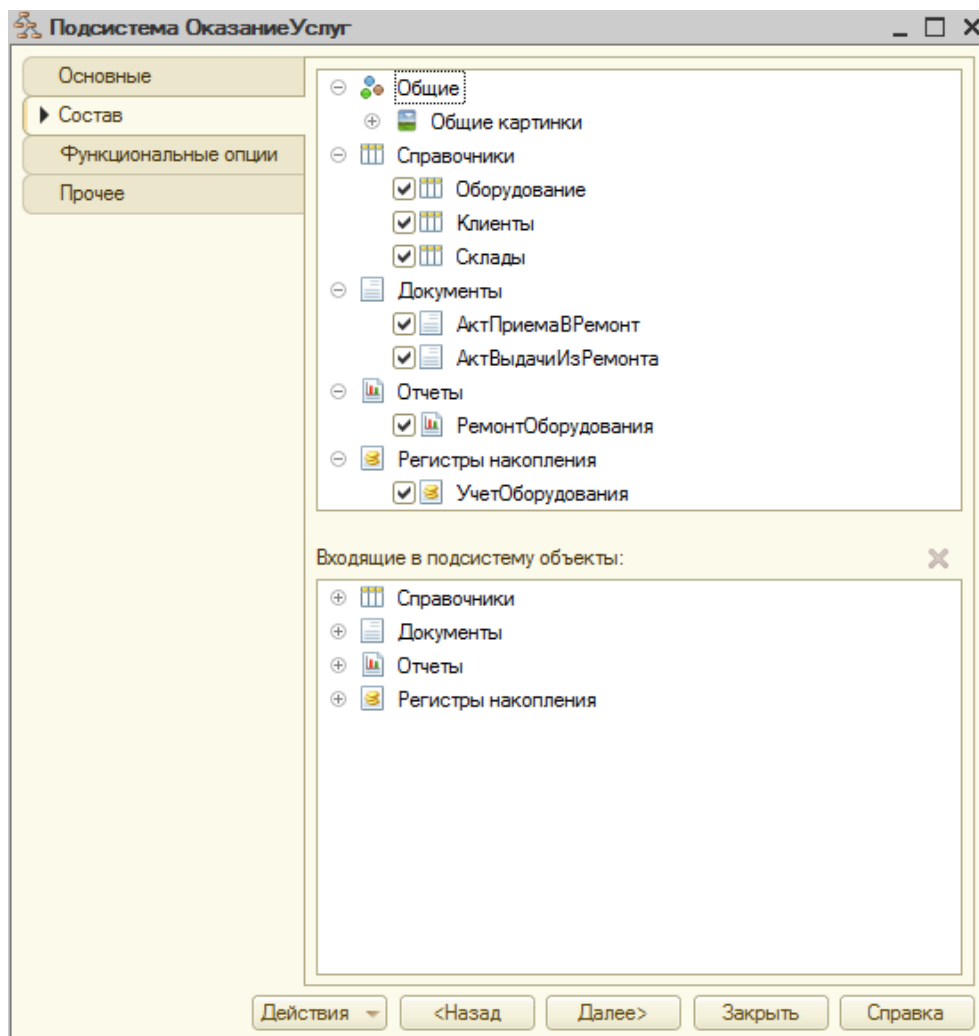 Подсистема ОказаниеУслуг
Основные
Состав
Функциональные опции
Прочее
Общие
Общие картинки
Справочники
Оборудование
Клиенты
Склады
Документы
АктПриемаВРемонт
АктВыдачиИзРемонта
Отчеты
РемонтОборудования
Регистры накопления
УчетОборудования
Входящие в подсистему объекты:
Справочники
Документы
Отчеты
Регистры накопления
Действия
<Назад
Далее>
Закрыть
Справка